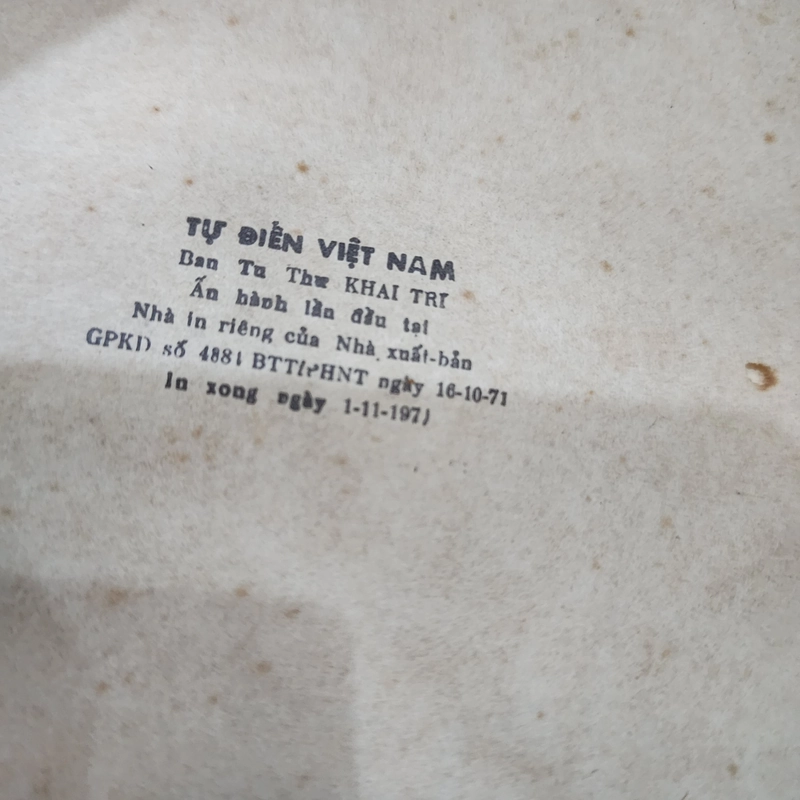 TỰ ĐIỂN VIỆT NAM
Ban Tu Thư KHAI TRÍ
Ấn hành lần đầu tại
Nhà in riêng của Nhà xuất-bản
GPKD số 4881 BTT/PHNT ngày 16-10-71
In xong ngày 1-11-1971